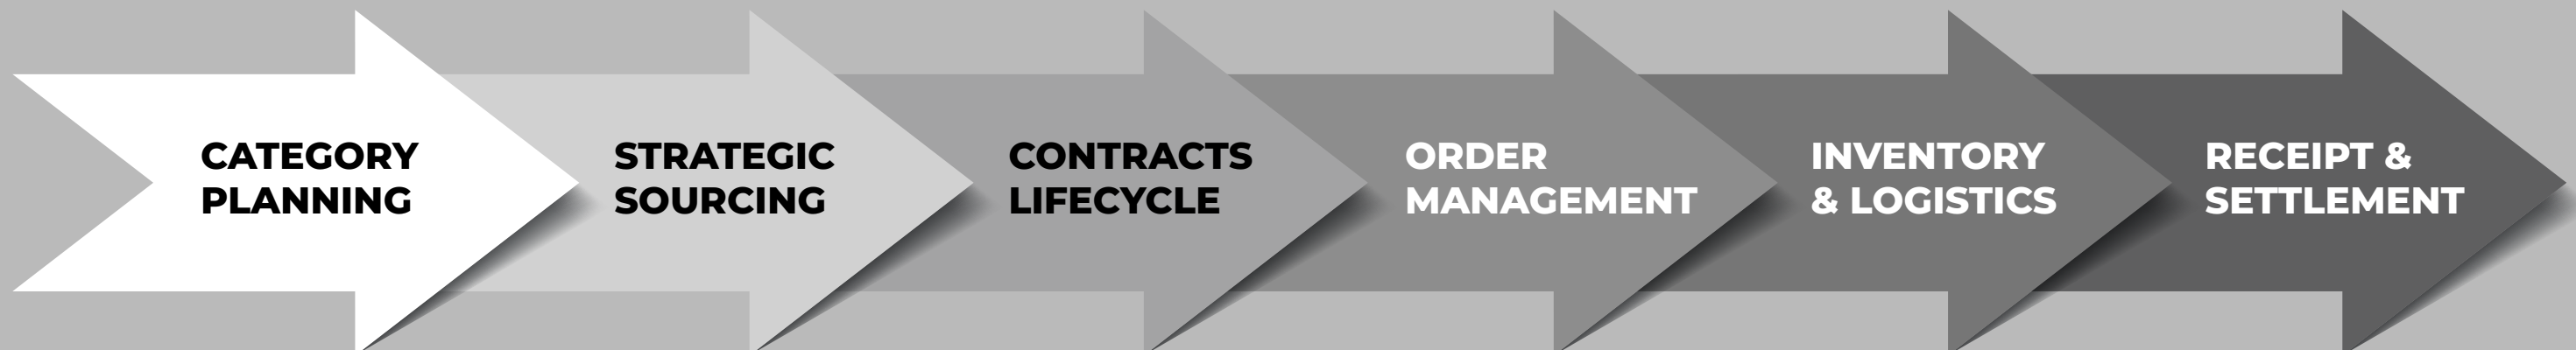 CATEGORY
PLANNING
STRATEGIC
SOURCING
CONTRACTS
LIFECYCLE
ORDER
MANAGEMENT
INVENTORY
& LOGISTICS
RECEIPT &
SETTLEMENT